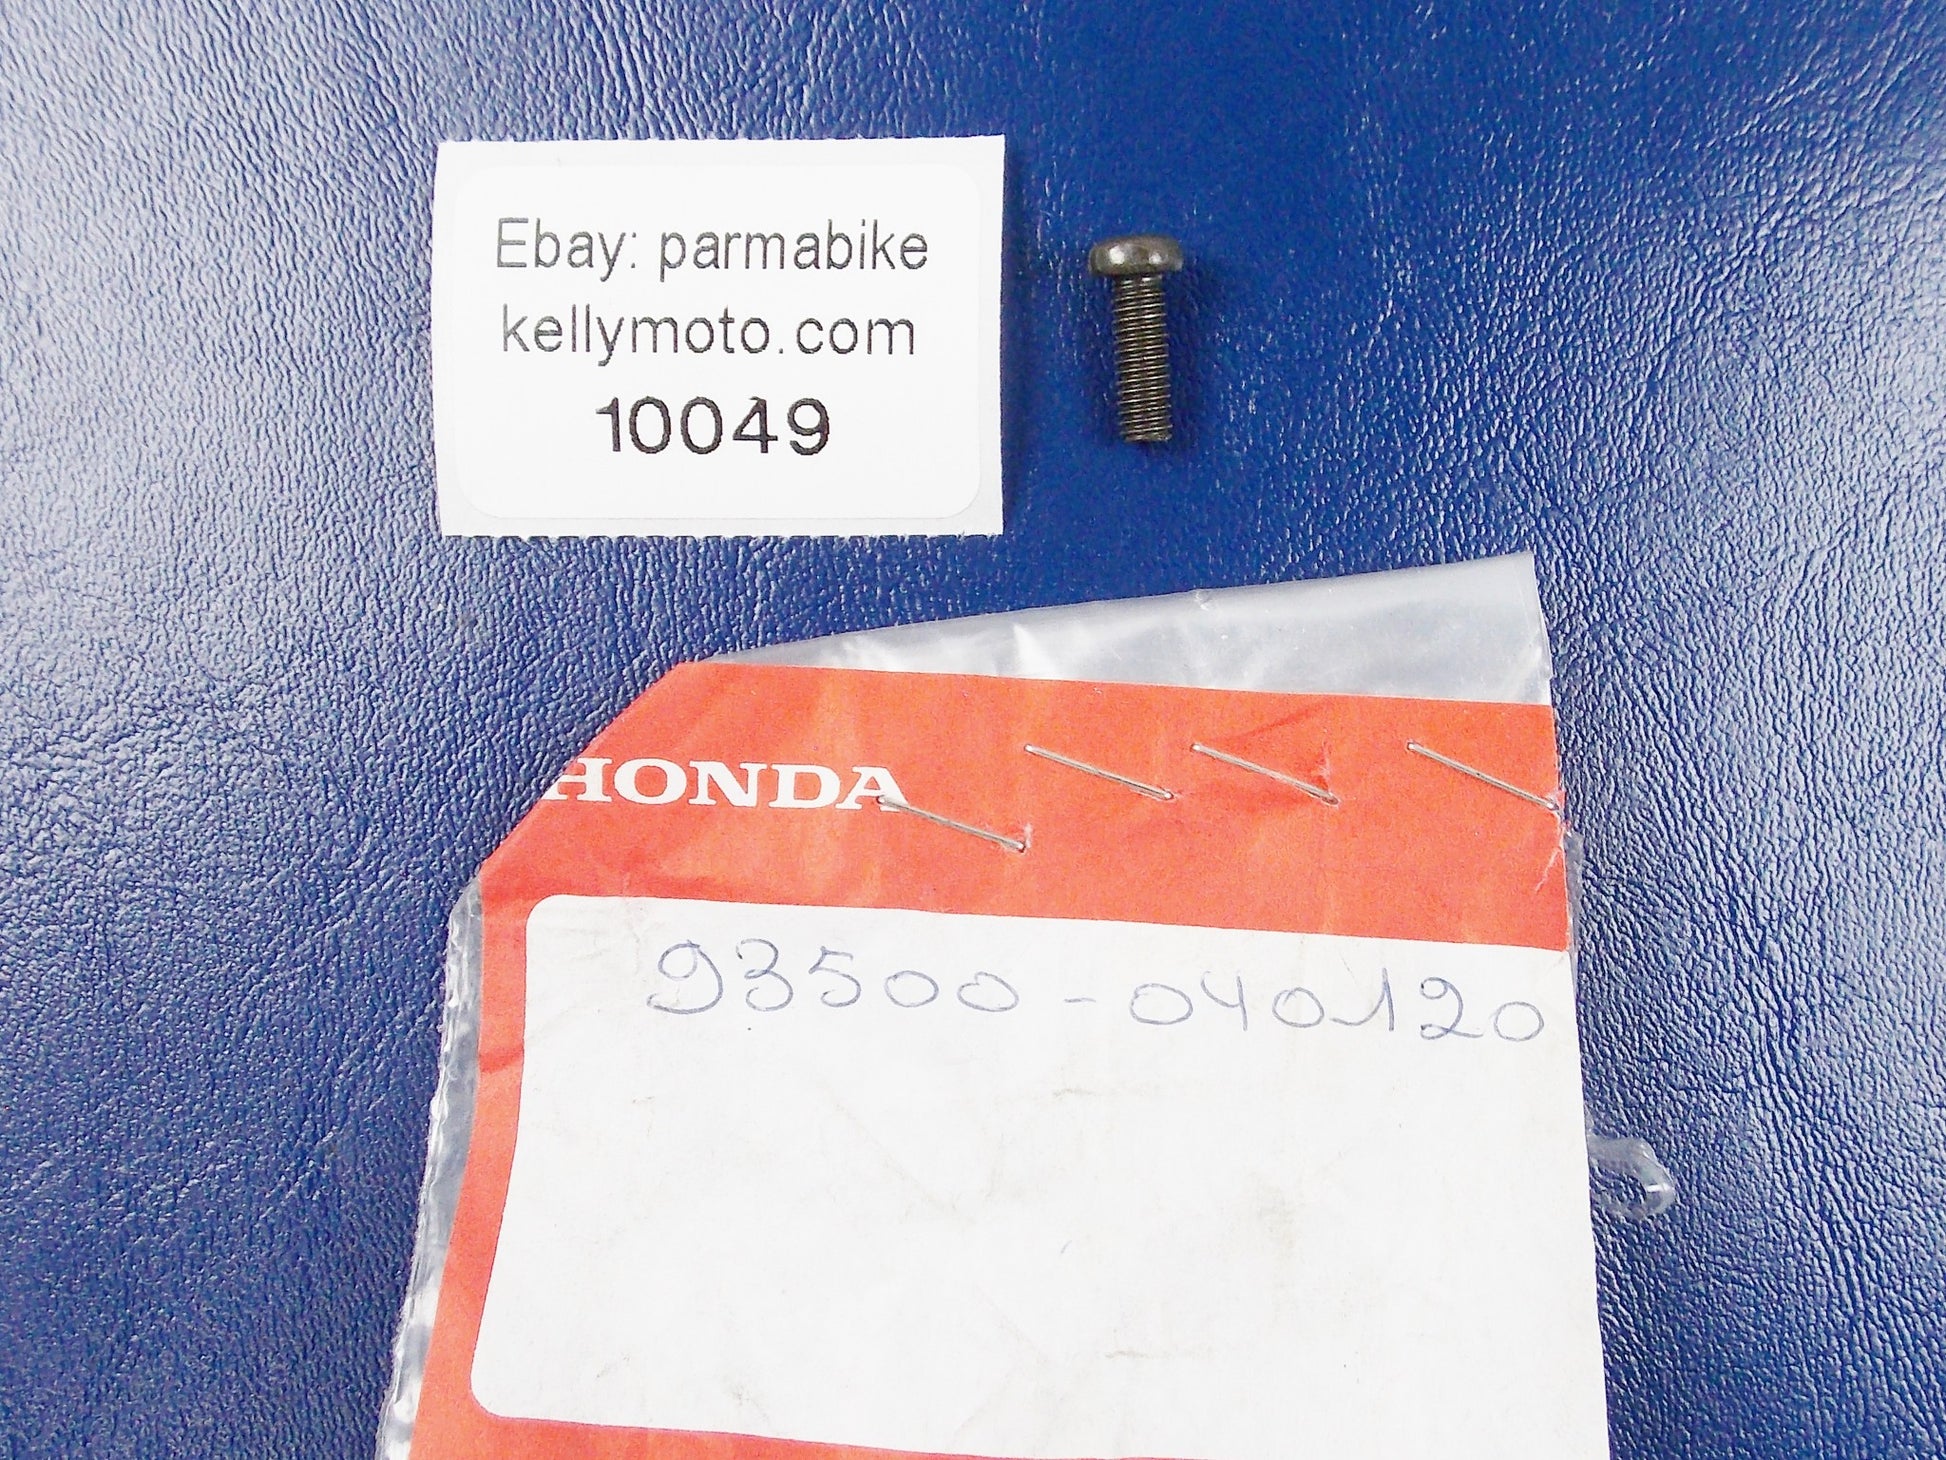 Ebay: parmabike
kellymoto.com
10049
HONDA
93500-040120